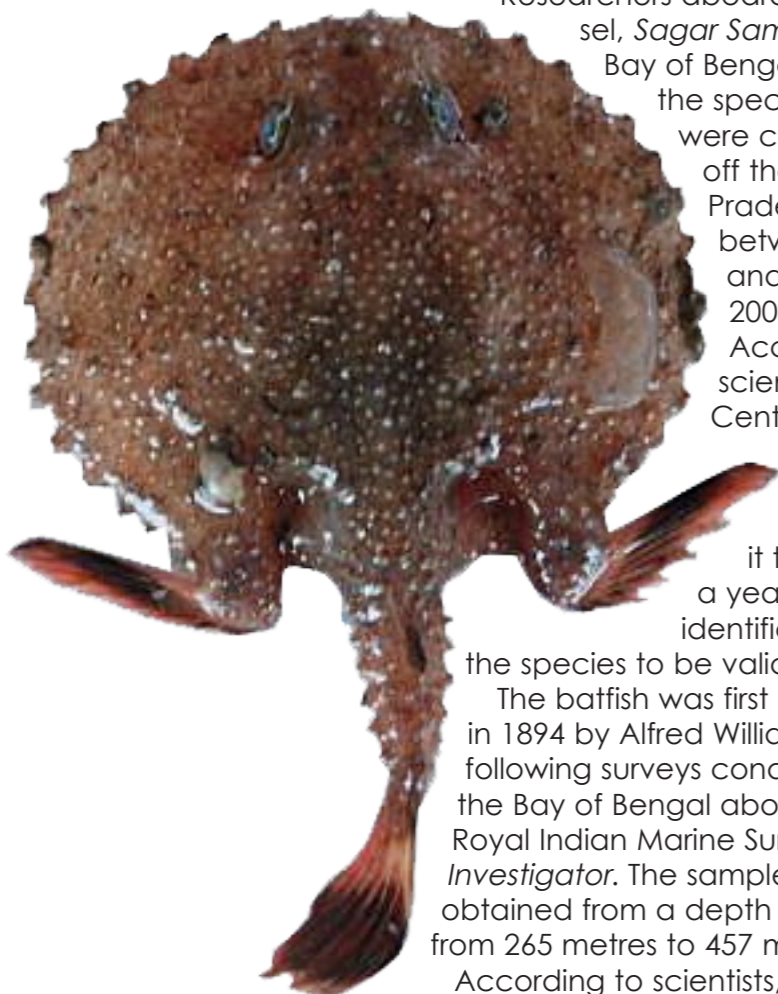 Researchers aboar
sel, Sagar Sam
Bay of Beng
the spec
were c
off the
Prade
betw
and
200
Acc
scien
Cent
it t
a yea
identific
the species to be valid
The batfish was first
in 1894 by Alfred Willia
following surveys cond
the Bay of Bengal abo
Royal Indian Marine Su
Investigator. The sample
obtained from a depth
from 265 metres to 457 m
According to scientists,